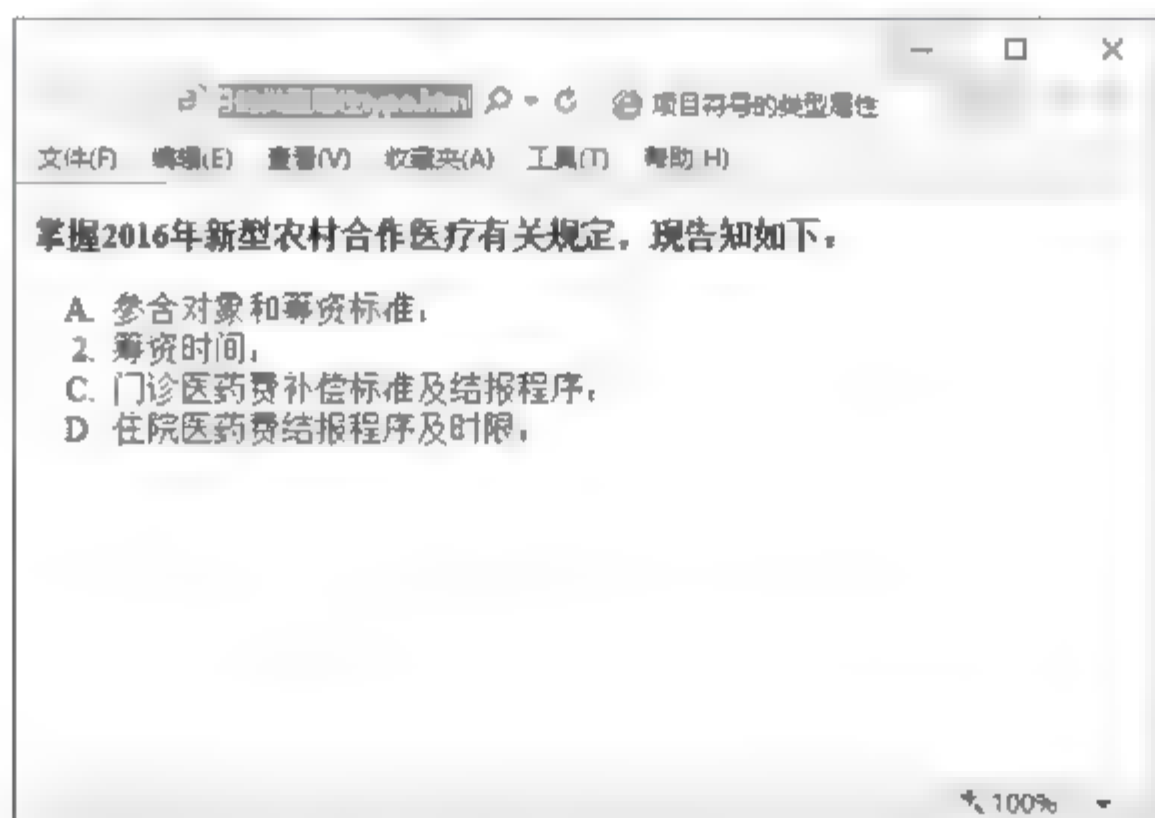 项目符号的类型属性
文件(F) 编辑(E) 查看(V) 收藏夹(A) 工具(T) 帮助(H)
掌握2016年新型农村合作医疗有关规定，现告知如下：
A. 参合对象和筹资标准；
2. 筹资时间；
C. 门诊医药费补偿标准及结报程序；
D 住院医药费结报程序及时限；
100%